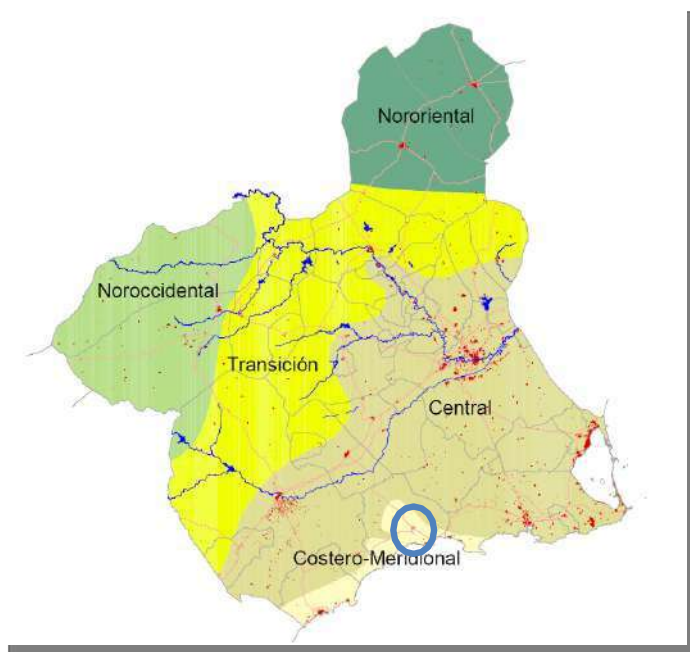 Nororiental
Noroccidental
Transición
Central
Costero-Meridional